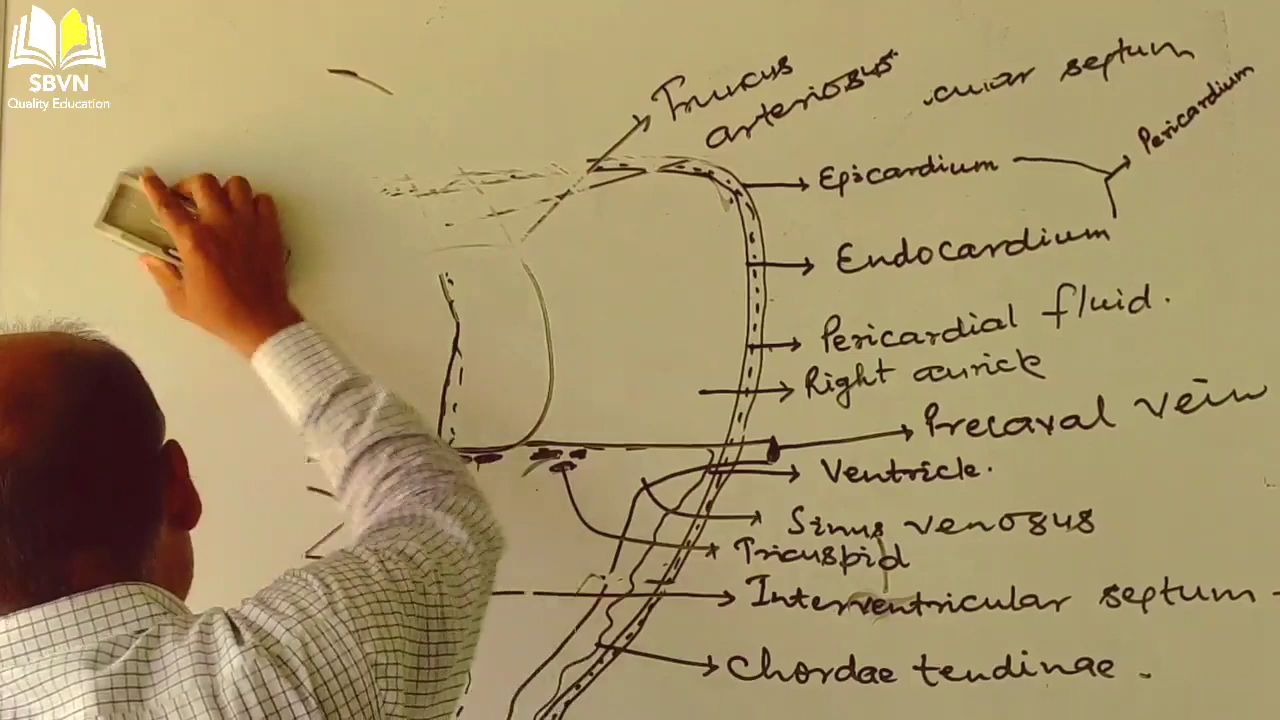 SBVN
Quality Education
Truncus
arteriosus.
cular septum
Pericardium
Epicardium
Endocardium
Pericardial fluid.
Right auricle
Precaval vein
Ventricle.
Sinus venosus
Tricuspid
Interventricular septum
Chordae tendinae.